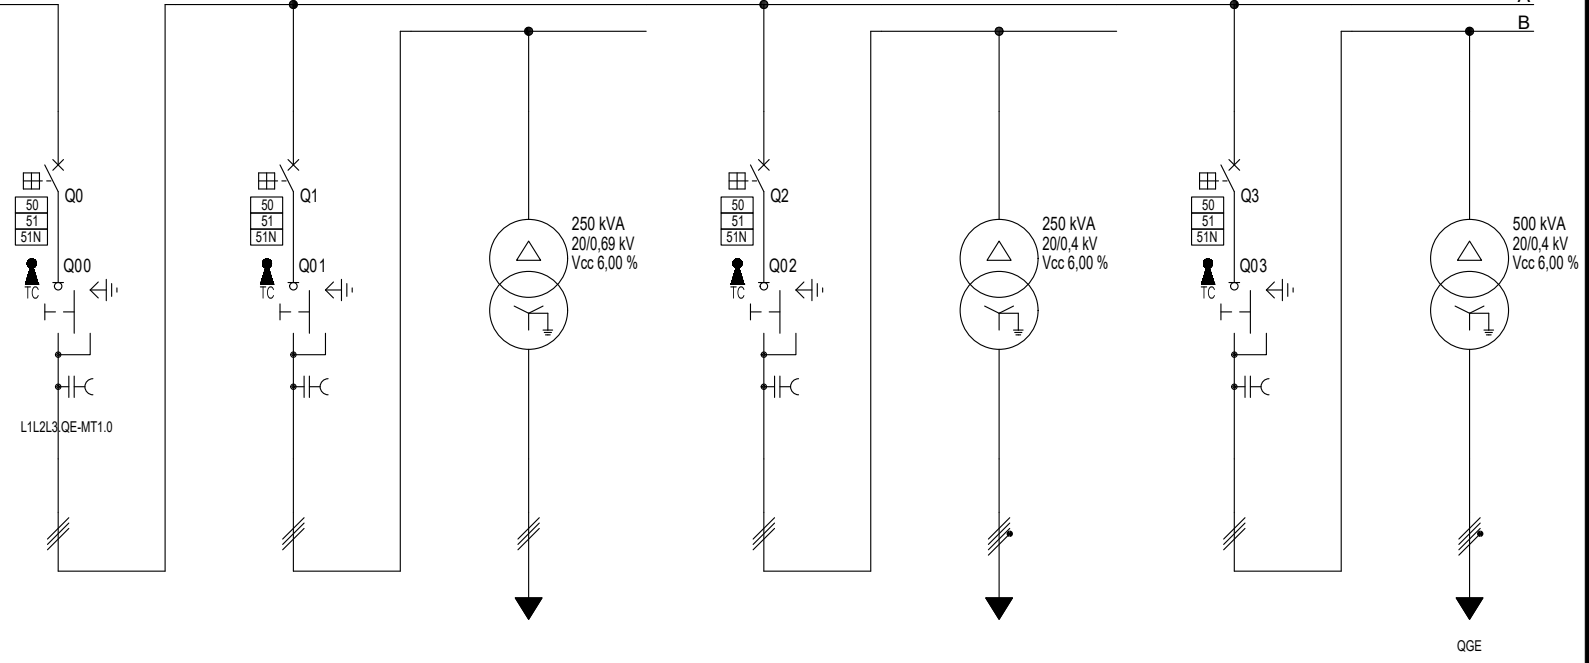 A
B
Q0
50
51
51N
Q00
TC
L1L2L3.QE-MT1.0
Q1
50
51
51N
Q01
TC
250 kVA
20/0,69 kV
Vcc 6,00 %
Q2
50
51
51N
Q02
TC
250 kVA
20/0,4 kV
Vcc 6,00 %
Q3
50
51
51N
Q03
TC
500 kVA
20/0,4 kV
Vcc 6,00 %
QGE